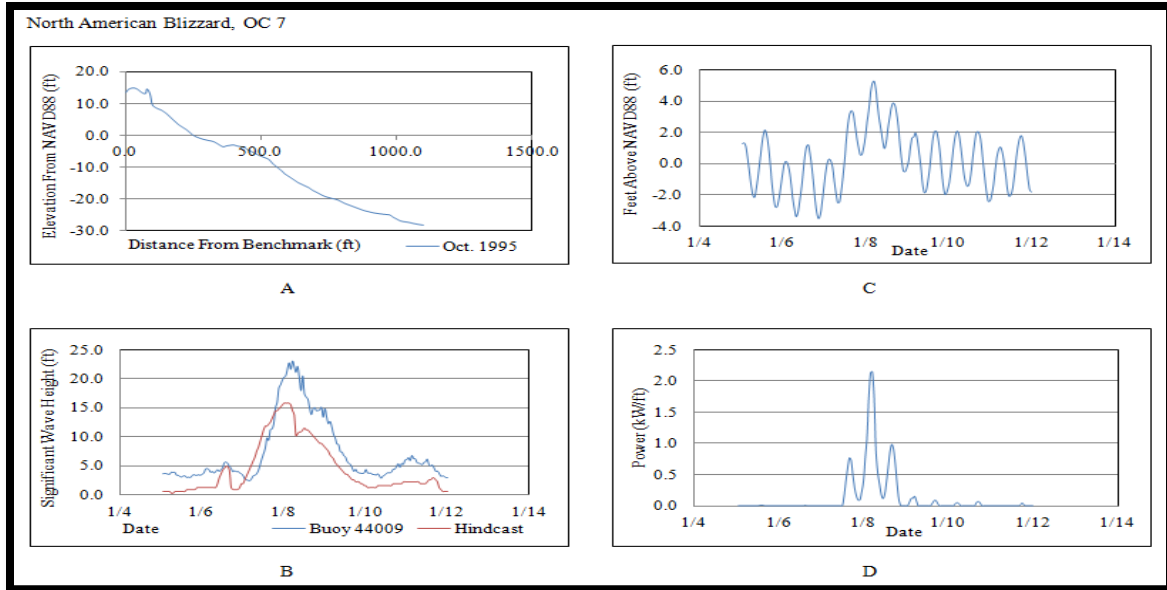 North American Blizzard, OC 7
Elevation From NAVD88 (ft)
20.0
10.0
0.0
-10.0
-20.0
-30.0
0.0 500.0 1000.0 1500.0
Distance From Benchmark (ft)
Oct. 1995
A
Feet Above NAVD88 (ft)
6.0
4.0
2.0
0.0
-2.0
-4.0
1/4 1/6 1/8 1/10 1/12 1/14
Date
C
Significant Wave Height (ft)
25.0
20.0
15.0
10.0
5.0
0.0
1/4 1/6 1/8 1/10 1/12 1/14
Date
Buoy 44009 Hindcast
B
Power (kW/ft)
2.5
2.0
1.5
1.0
0.5
0.0
1/4 1/6 1/8 1/10 1/12 1/14
Date
D